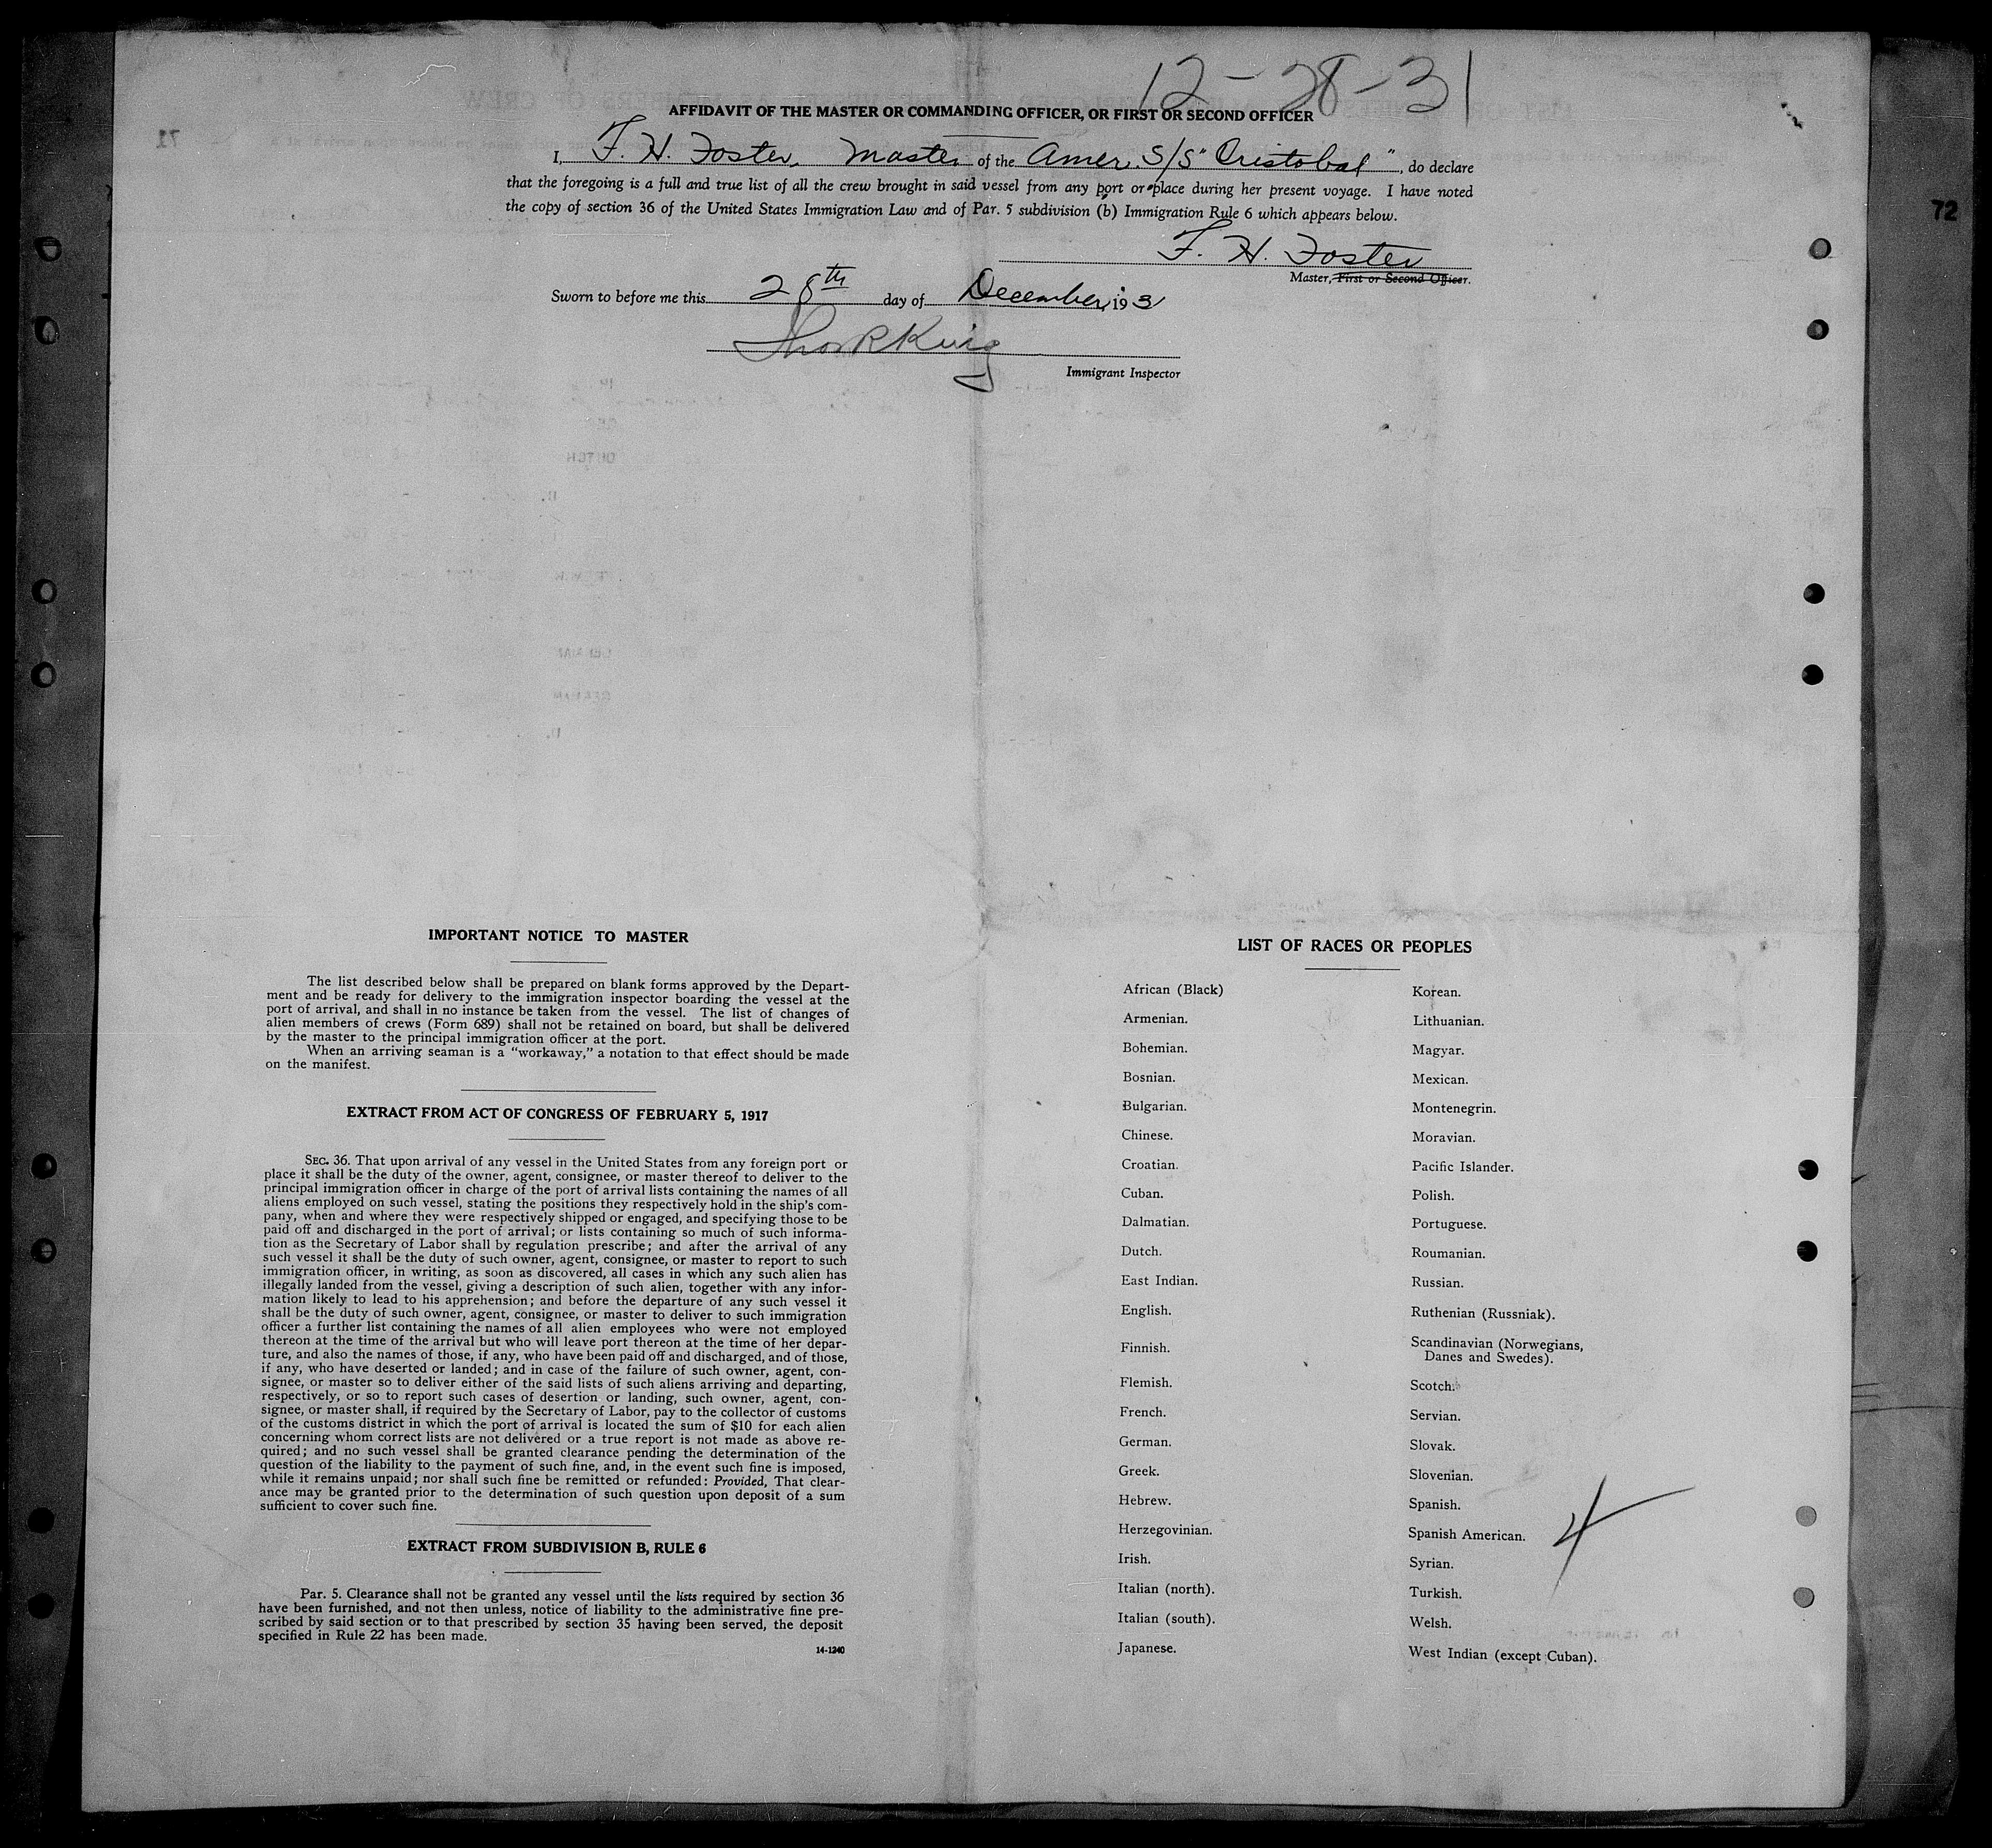 12-28-31
AFFIDAVIT OF THE MASTER OR COMMANDING OFFICER, OR FIRST OR SECOND OFFICER
I, F. H. Foster, Master of the Amer. S/S "Cristobal", do declare
that the foregoing is a full and true list of all the crew brought in said vessel from any port or place during her present voyage. I have noted
the copy of section 36 of the United States Immigration Law and of Par. 5 subdivision (b) Immigration Rule 6 which appears below.
72
F. H. Foster
Master, First or Second Officer.
Sworn to before me this 28th day of December, 193
King
Immigrant Inspector
IMPORTANT NOTICE TO MASTER
The list described below shall be prepared on blank forms approved by the Depart-
ment and be ready for delivery to the immigration inspector boarding the vessel at the
port of arrival, and shall in no instance be taken from the vessel. The list of changes of
alien members of crews (Form 689) shall not be retained on board, but shall be delivered
by the master to the principal immigration officer at the port.
When an arriving seaman is a "workaway," a notation to that effect should be made
on the manifest.
EXTRACT FROM ACT OF CONGRESS OF FEBRUARY 5, 1917
SEC. 36. That upon arrival of any vessel in the United States from any foreign port or
place it shall be the duty of the owner, agent, consignee, or master thereof to deliver to the
principal immigration officer in charge of the port of arrival lists containing the names of all
aliens employed on such vessel, stating the positions they respectively hold in the ship's com-
pany, when and where they were respectively shipped or engaged, and specifying those to be
paid off and discharged in the port of arrival; or lists containing so much of such informa-
tion as the Secretary of Labor shall by regulation prescribe; and after the arrival of any
such vessel it shall be the duty of such owner, agent, consignee, or master to report to such
immigration officer, in writing, as soon as discovered, all cases in which any such alien has
illegally landed from the vessel, giving a description of such alien, together with any infor-
mation likely to lead to his apprehension; and before the departure of any such vessel it
shall be the duty of such owner, agent, consignee, or master to deliver to such immigration
officer a further list containing the names of all alien employees who were not employed
thereon at the time of the arrival but who will leave port thereon at the time of her depar-
ture, and also the names of those, if any, who have been paid off and discharged, and of those,
if any, who have deserted or landed; and in case of the failure of such owner, agent, con-
signee, or master so to deliver either of the said lists of such aliens arriving and departing,
respectively, or so to report such cases of desertion or landing, such owner, agent, con-
signee, or master shall, if required by the Secretary of Labor, pay to the collector of customs
of the customs district in which the port of arrival is located the sum of $10 for each alien
concerning whom correct lists are not delivered or a true report is not made as above re-
quired; and no such vessel shall be granted clearance pending the determination of the
question of the liability to the payment of such fine, and, in the event such fine is imposed,
while it remains unpaid; nor shall such fine be remitted or refunded: Provided, That clear-
ance may be granted prior to the determination of such question upon deposit of a sum
sufficient to cover such fine.
EXTRACT FROM SUBDIVISION B, RULE 6
Par. 5. Clearance shall not be granted any vessel until the lists required by section 36
have been furnished, and not then unless, notice of liability to the administrative fine pre-
scribed by said section or to that prescribed by section 35 having been served, the deposit
specified in Rule 22 has been made.
14-1240
LIST OF RACES OR PEOPLES
African (Black)
Armenian.
Bohemian.
Bosnian.
Bulgarian.
Chinese.
Croatian.
Cuban.
Dalmatian.
Dutch.
East Indian.
English.
Finnish.
Flemish.
French.
German.
Greek.
Hebrew.
Herzegovinian.
Irish.
Italian (north).
Italian (south).
Japanese.
Korean.
Lithuanian.
Magyar.
Mexican.
Montenegrin.
Moravian.
Pacific Islander.
Polish.
Portuguese.
Roumanian.
Russian.
Ruthenian (Russniak).
Scandinavian (Norwegians,
Danes and Swedes).
Scotch.
Servian.
Slovak.
Slovenian.
Spanish.
Spanish American.
Syrian.
Turkish.
Welsh.
West Indian (except Cuban).
4